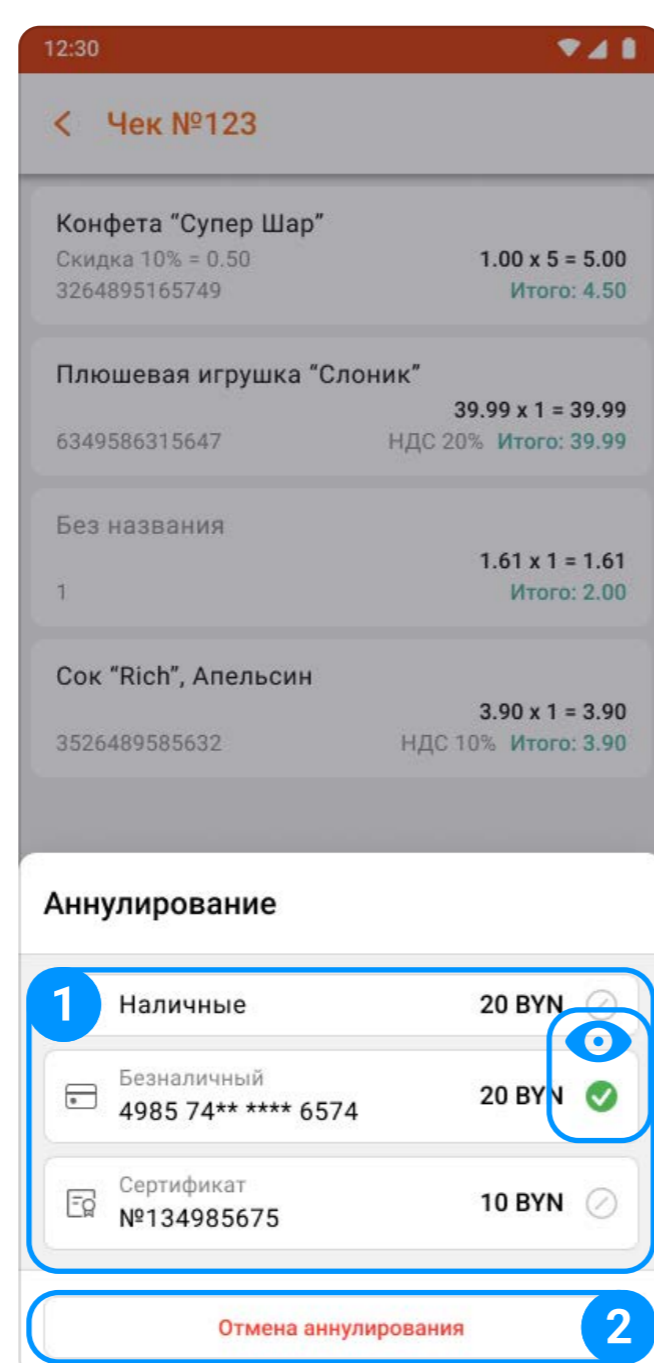 12:30
Чек №123
Конфета “Супер Шар”
Скидка 10% = 0.50 1.00 x 5 = 5.00
3264895165749 Итого: 4.50
Плюшевая игрушка “Слоник”
39.99 x 1 = 39.99
6349586315647 НДС 20% Итого: 39.99
Без названия
1.61 x 1 = 1.61
1 Итого: 2.00
Сок “Rich”, Апельсин
3.90 x 1 = 3.90
3526489585632 НДС 10% Итого: 3.90
Аннулирование
1 Наличные 20 BYN
Безналичный
4985 74** **** 6574 20 BYN
Сертификат
№134985675 10 BYN
Отмена аннулирования 2